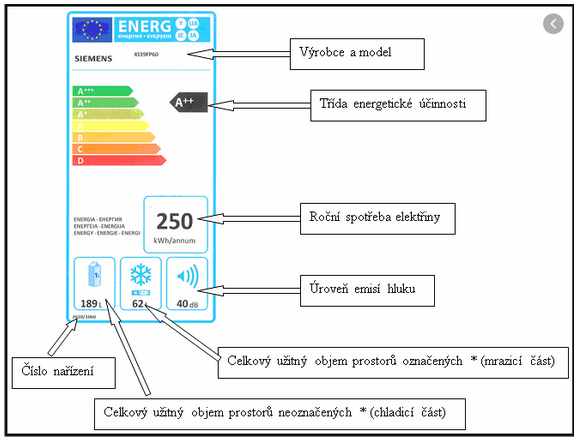 ENERG Y UA
ЕНЕРГИЯ · ΕΝΕΡΓΕΙΑ IE IA
SIEMENS KI39FP60
Výrobce a model
A+++
A++
A+
A
B
C
D
A++
Třída energetické účinnosti
ENERGIA · ЕНЕРГИЯ
ΕΝΕΡΓΕΙΑ · ENERGIJA
ENERGY · ENERGIE · ENERGI
250
kWh/annum
Roční spotřeba elektřiny
189 L
62
40 dB
Úroveň emisí hluku
2010/1060
Číslo nařízení
Celkový užitný objem prostorů označených * (mrazicí část)
Celkový užitný objem prostorů neoznačených * (chladicí část)